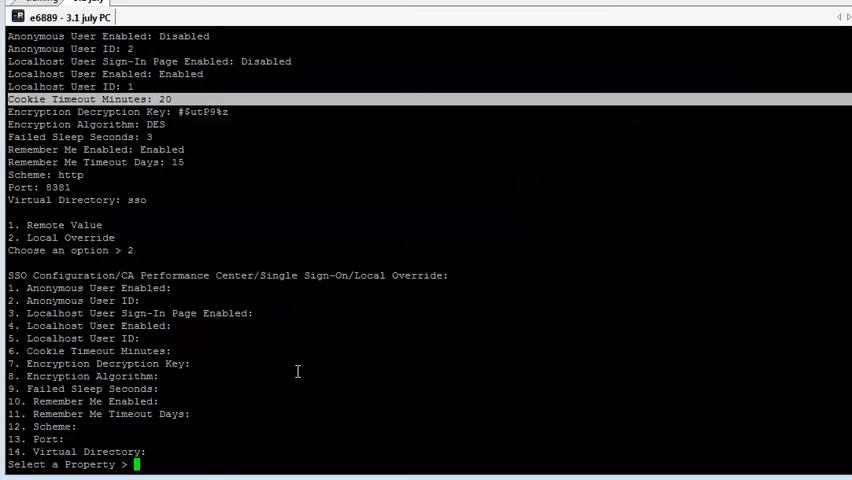 training
3.1 july
e6889 - 3.1 july PC
Anonymous User Enabled: Disabled
Anonymous User ID: 2
Localhost User Sign-In Page Enabled: Disabled
Localhost User Enabled: Enabled
Localhost User ID: 1
Cookie Timeout Minutes: 20
Encryption Decryption Key: #$utP9%z
Encryption Algorithm: DES
Failed Sleep Seconds: 3
Remember Me Enabled: Enabled
Remember Me Timeout Days: 15
Scheme: http
Port: 8381
Virtual Directory: sso
1. Remote Value
2. Local Override
Choose an option > 2
SSO Configuration/CA Performance Center/Single Sign-On/Local Override:
1. Anonymous User Enabled:
2. Anonymous User ID:
3. Localhost User Sign-In Page Enabled:
4. Localhost User Enabled:
5. Localhost User ID:
6. Cookie Timeout Minutes:
7. Encryption Decryption Key:
8. Encryption Algorithm:
9. Failed Sleep Seconds:
10. Remember Me Enabled:
11. Remember Me Timeout Days:
12. Scheme:
13. Port:
14. Virtual Directory:
Select a Property >